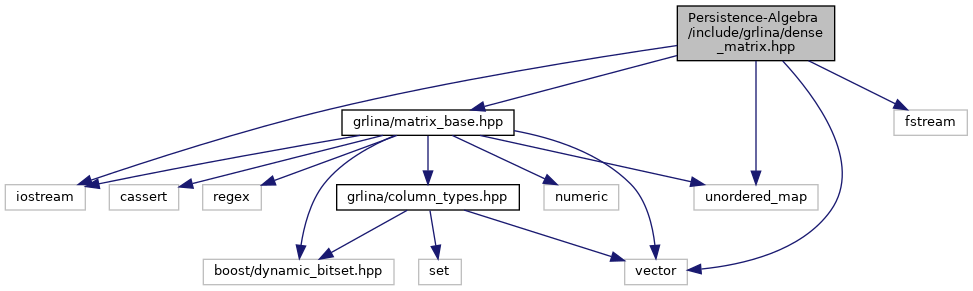 Persistence-Algebra
/include/grlina/dense
_matrix.hpp
grlina/matrix_base.hpp
fstream
iostream
cassert
regex
grlina/column_types.hpp
numeric
unordered_map
boost/dynamic_bitset.hpp
set
vector